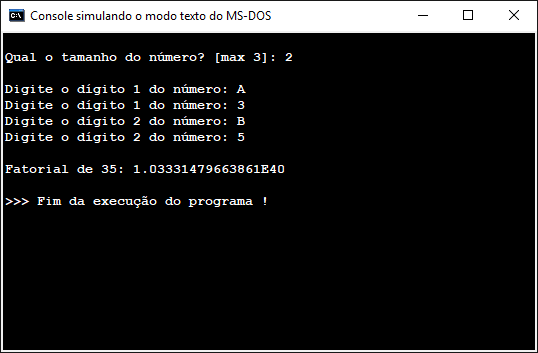 Console simulando o modo texto do MS-DOS
Qual o tamanho do número? [max 3]: 2
Digite o dígito 1 do número: A
Digite o dígito 1 do número: 3
Digite o dígito 2 do número: B
Digite o dígito 2 do número: 5
Fatorial de 35: 1.03331479663861E40
>>> Fim da execução do programa !